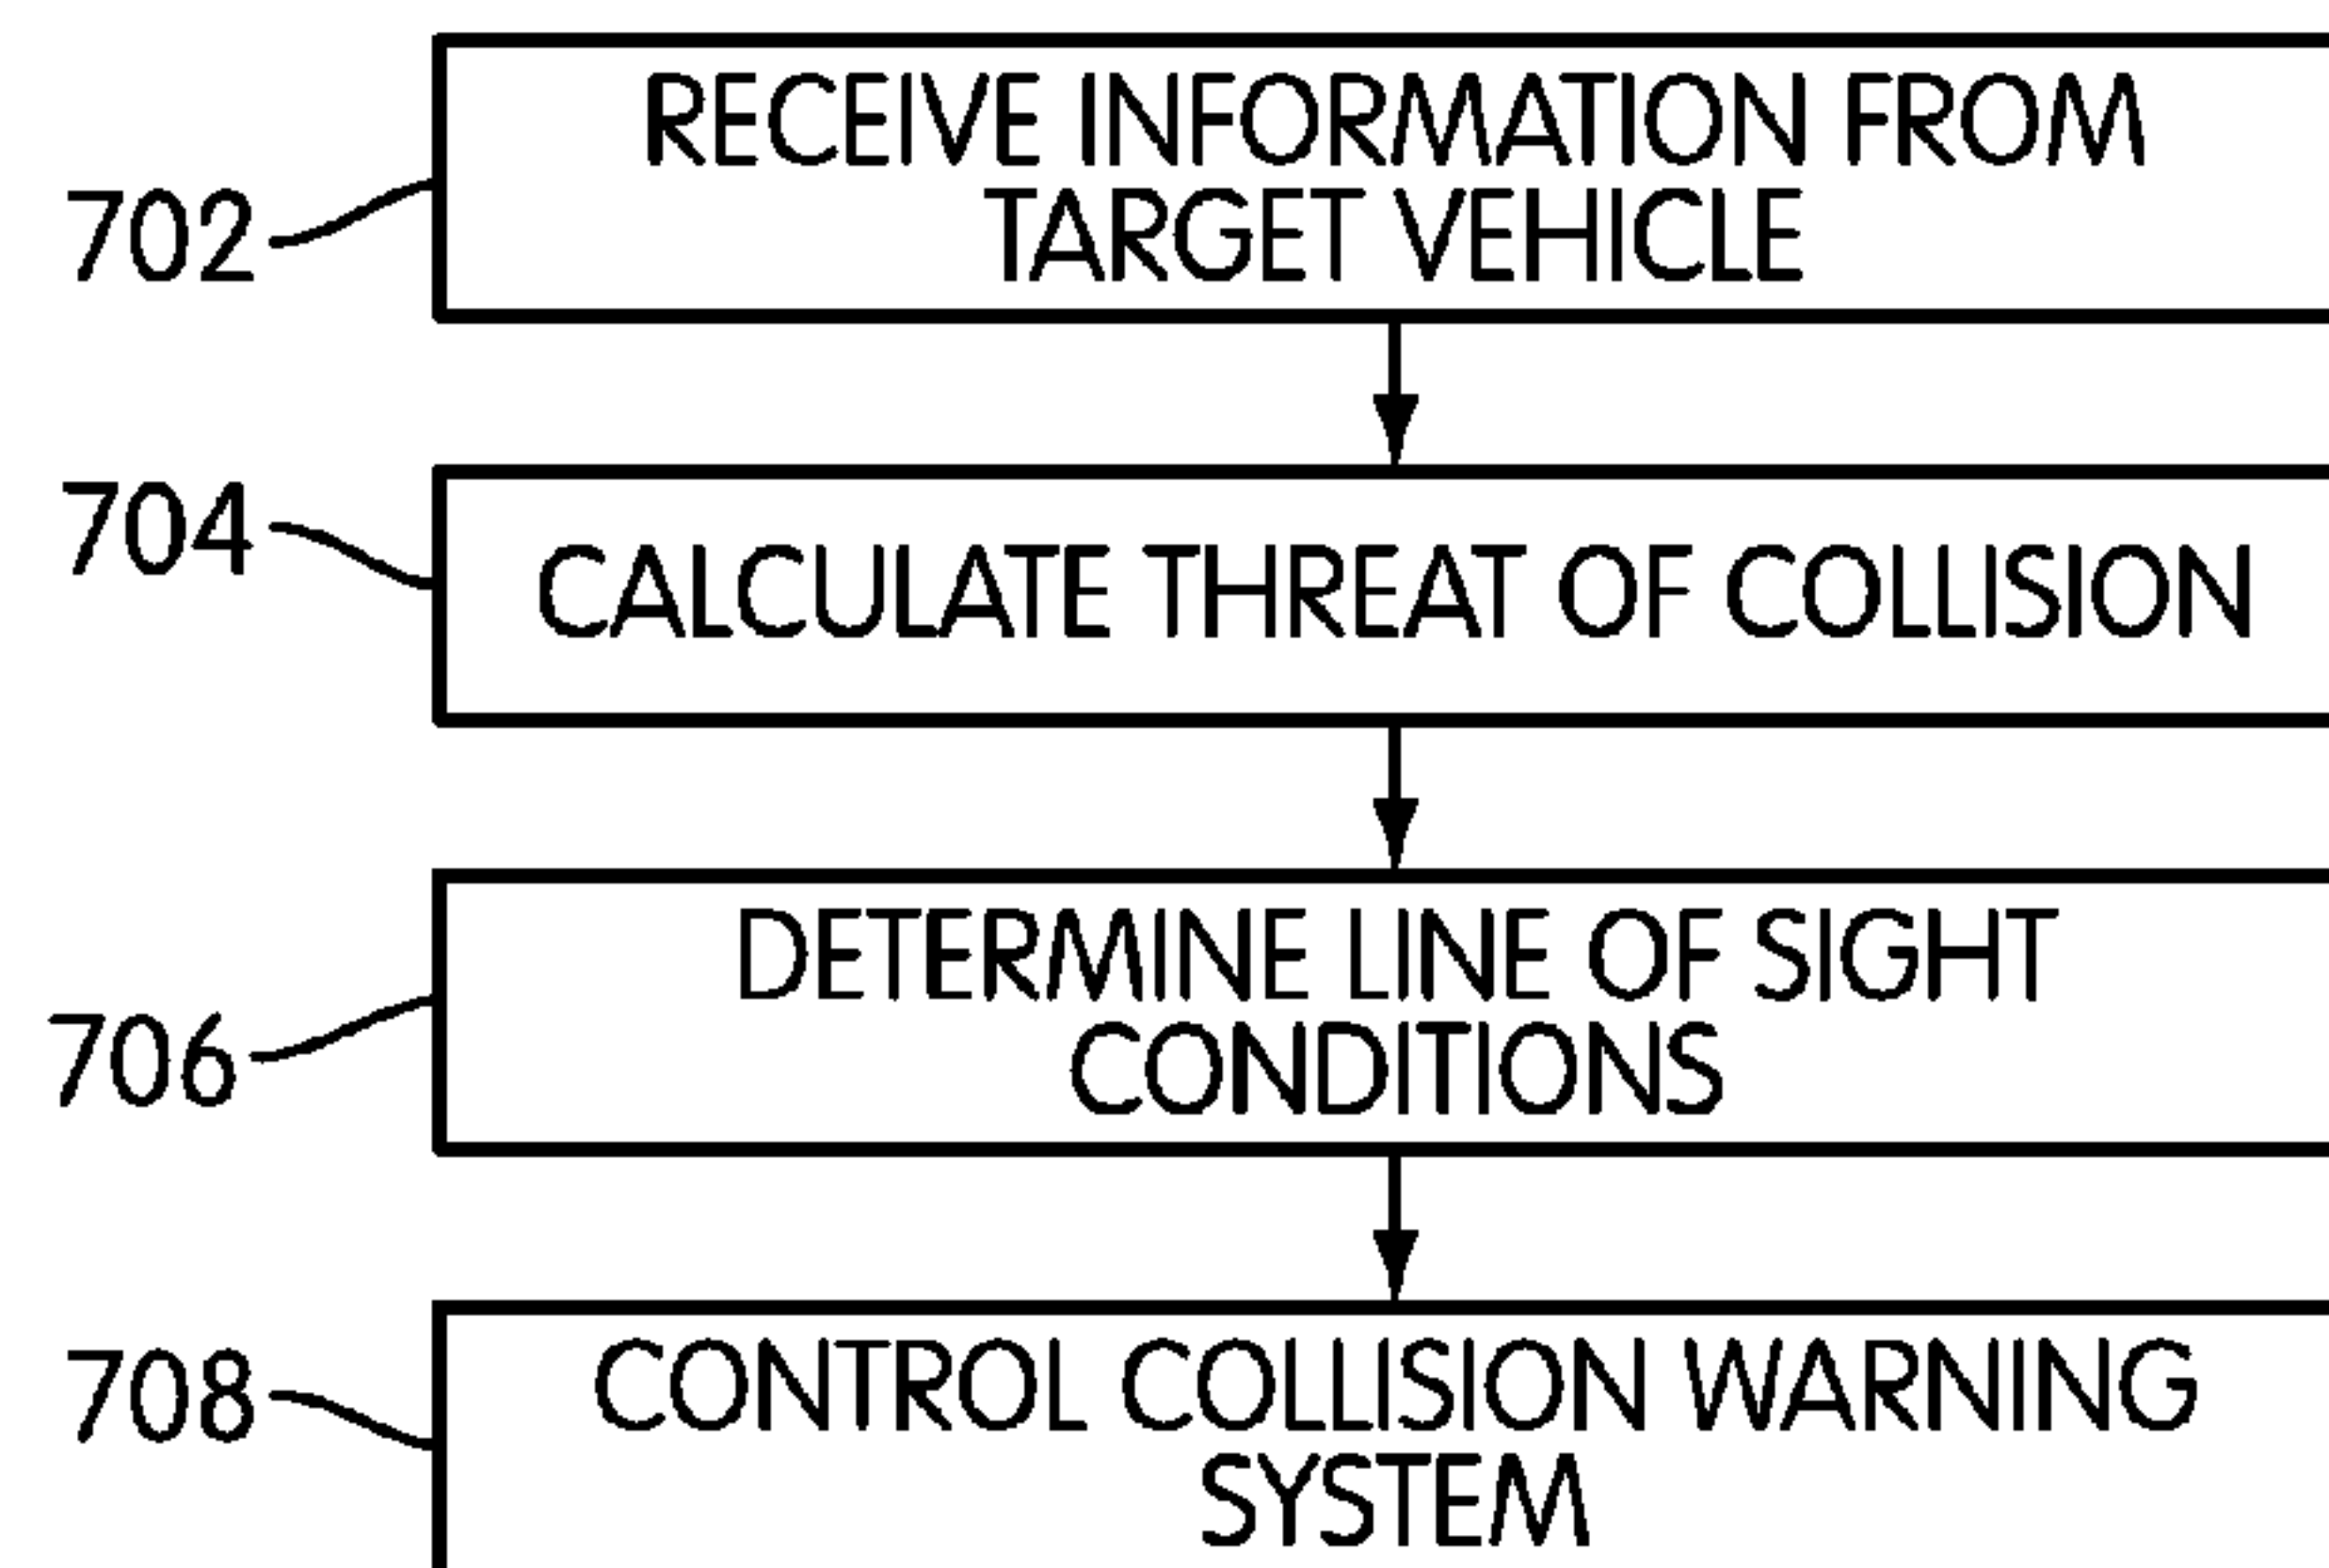 RECEIVE INFORMATION FROM
TARGET VEHICLE
702
704
CALCULATE THREAT OF COLLISION
DETERMINE LINE OF SIGHT
CONDITIONS
706
708
CONTROL COLLISION WARNING
SYSTEM